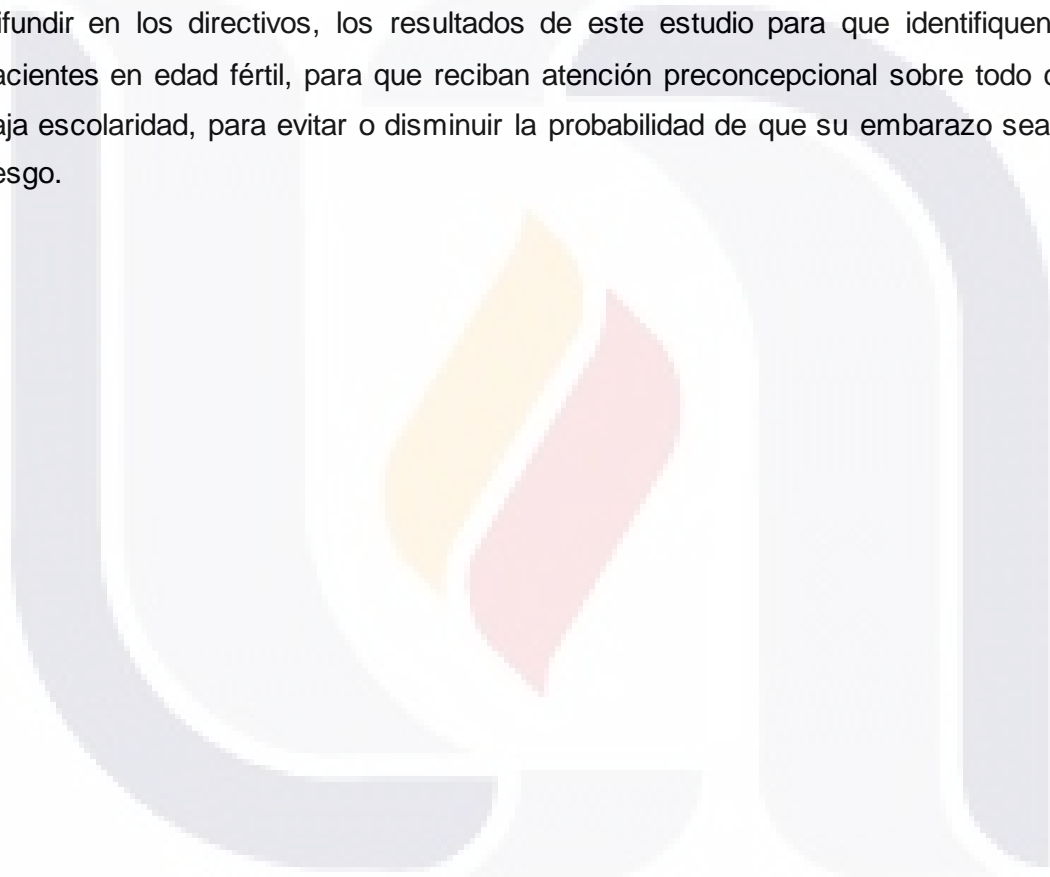 ifundir en los directivos, los resultados de este estudio para que identifiquen
acientes en edad fértil, para que reciban atención preconcepcional sobre todo
aja escolaridad, para evitar o disminuir la probabilidad de que su embarazo sea
esgo.